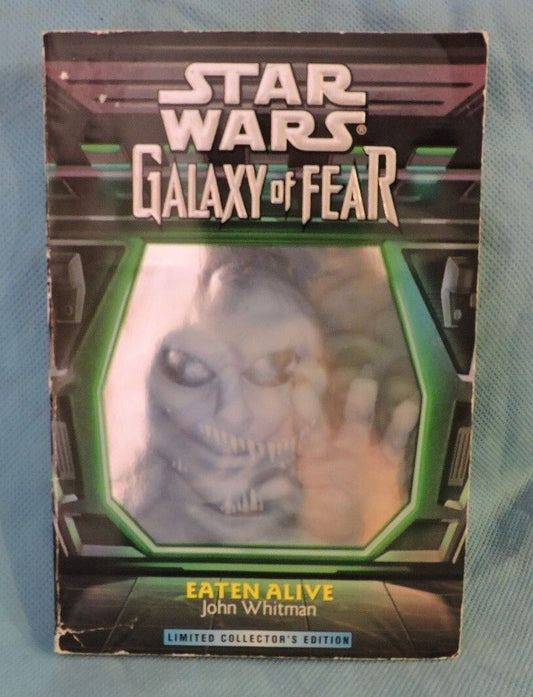 STAR
WARS®
GALAXY of FEAR
EATEN ALIVE
John Whitman
LIMITED COLLECTOR'S EDITION